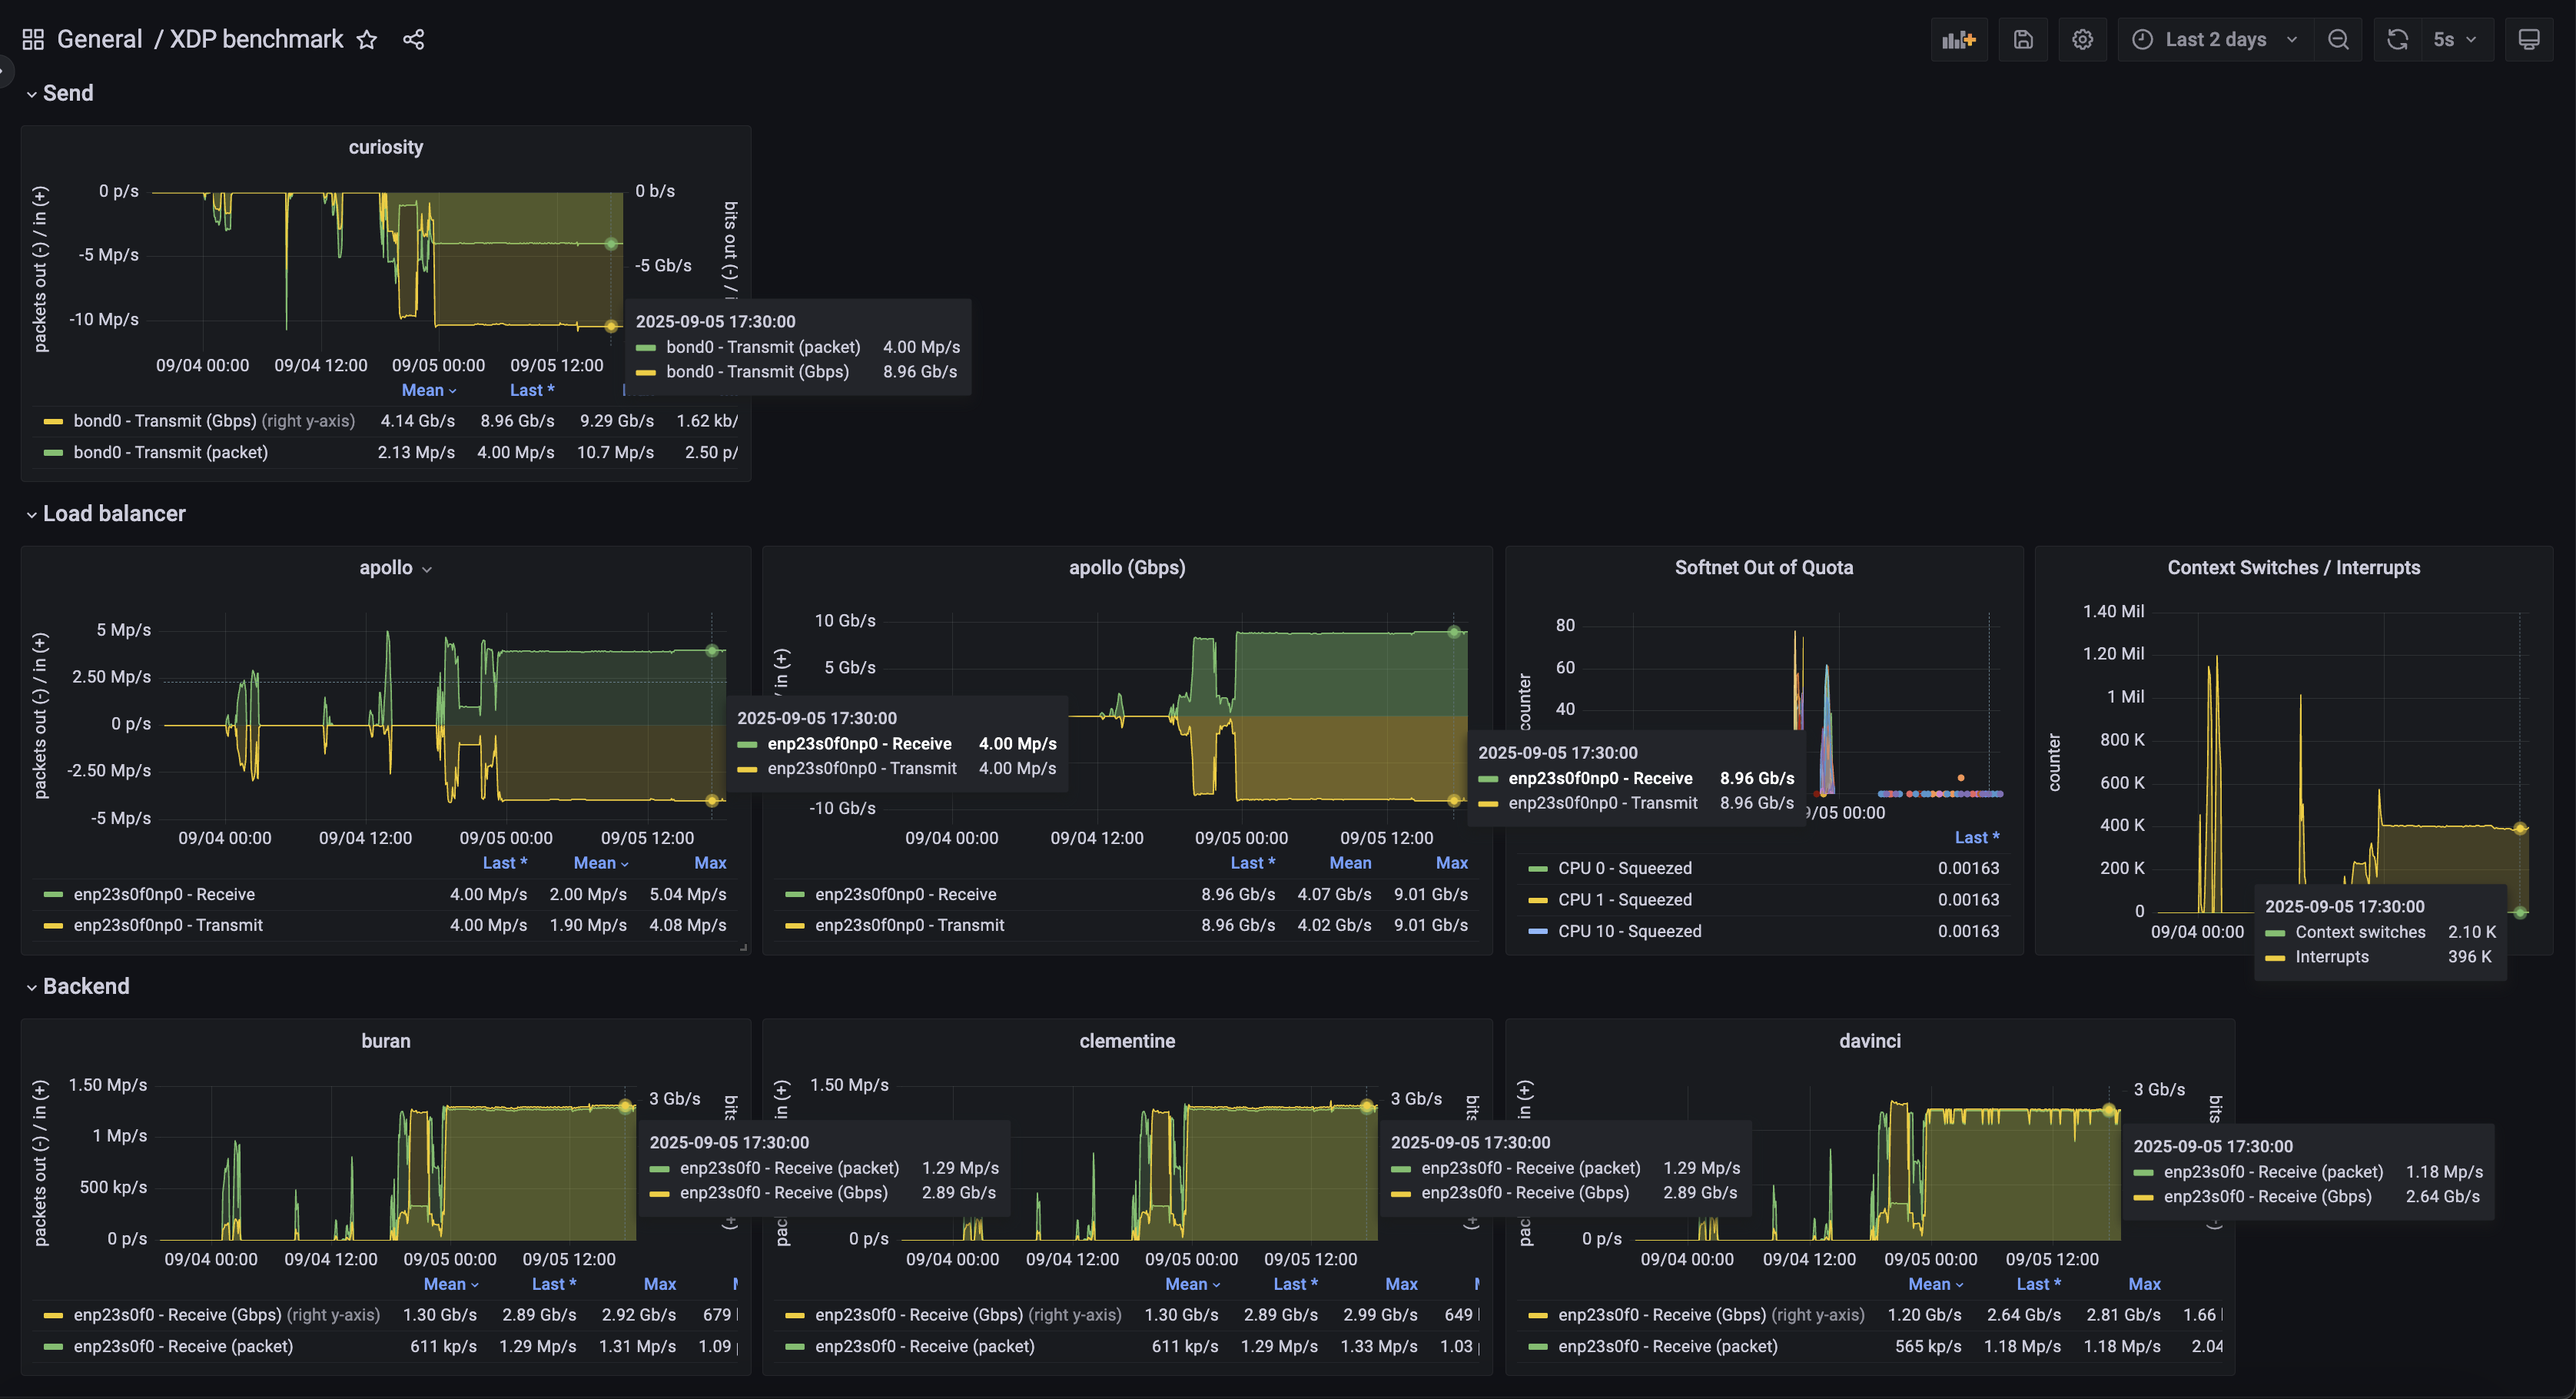 General / XDP benchmark
Last 2 days
5s
Send
curiosity
packets out (-) / in (+)
0 p/s
-5 Mp/s
-10 Mp/s
0 b/s
-5 Gb/s
bits out (-) /
09/04 00:00 09/04 12:00 09/05 00:00 09/05 12:00
2025-09-05 17:30:00
bond0 - Transmit (packet) 4.00 Mp/s
bond0 - Transmit (Gbps) 8.96 Gb/s
Mean Last *
bond0 - Transmit (Gbps) (right y-axis) 4.14 Gb/s 8.96 Gb/s 9.29 Gb/s 1.62 kb/
bond0 - Transmit (packet) 2.13 Mp/s 4.00 Mp/s 10.7 Mp/s 2.50 p/
Load balancer
apollo
packets out (-) / in (+)
5 Mp/s
2.50 Mp/s
0 p/s
-2.50 Mp/s
-5 Mp/s
09/04 00:00 09/04 12:00 09/05 00:00 09/05 12:00
2025-09-05 17:30:00
enp23s0f0np0 - Receive 4.00 Mp/s
enp23s0f0np0 - Transmit 4.00 Mp/s
Last * Mean Max
enp23s0f0np0 - Receive 4.00 Mp/s 2.00 Mp/s 5.04 Mp/s
enp23s0f0np0 - Transmit 4.00 Mp/s 1.90 Mp/s 4.08 Mp/s
apollo (Gbps)
/ in (+)
10 Gb/s
5 Gb/s
-10 Gb/s
09/04 00:00 09/04 12:00 09/05 00:00 09/05 12:00
2025-09-05 17:30:00
enp23s0f0np0 - Receive 8.96 Gb/s
enp23s0f0np0 - Transmit 8.96 Gb/s
Last * Mean Max
enp23s0f0np0 - Receive 8.96 Gb/s 4.07 Gb/s 9.01 Gb/s
enp23s0f0np0 - Transmit 8.96 Gb/s 4.02 Gb/s 9.01 Gb/s
Softnet Out of Quota
counter
80
60
40
9/05 00:00
Last *
CPU 0 - Squeezed 0.00163
CPU 1 - Squeezed 0.00163
CPU 10 - Squeezed 0.00163
Context Switches / Interrupts
counter
1.40 Mil
1.20 Mil
1 Mil
800 K
600 K
400 K
200 K
0
09/04 00:00
2025-09-05 17:30:00
Context switches 2.10 K
Interrupts 396 K
Backend
buran
packets out (-) / in (+)
1.50 Mp/s
1 Mp/s
500 kp/s
0 p/s
3 Gb/s
bits
09/04 00:00 09/04 12:00 09/05 00:00 09/05 12:00
2025-09-05 17:30:00
enp23s0f0 - Receive (packet) 1.29 Mp/s
enp23s0f0 - Receive (Gbps) 2.89 Gb/s
Mean Last * Max
enp23s0f0 - Receive (Gbps) (right y-axis) 1.30 Gb/s 2.89 Gb/s 2.92 Gb/s 679
enp23s0f0 - Receive (packet) 611 kp/s 1.29 Mp/s 1.31 Mp/s 1.09
clementine
in (+)
1.50 Mp/s
0 p/s
3 Gb/s
bits
09/04 00:00 09/04 12:00 09/05 00:00 09/05 12:00
2025-09-05 17:30:00
enp23s0f0 - Receive (packet) 1.29 Mp/s
enp23s0f0 - Receive (Gbps) 2.89 Gb/s
Mean Last * Max
enp23s0f0 - Receive (Gbps) (right y-axis) 1.30 Gb/s 2.89 Gb/s 2.99 Gb/s 649
enp23s0f0 - Receive (packet) 611 kp/s 1.29 Mp/s 1.33 Mp/s 1.03
davinci
in (+)
0 p/s
3 Gb/s
bits
09/04 00:00 09/04 12:00 09/05 00:00 09/05 12:00
2025-09-05 17:30:00
enp23s0f0 - Receive (packet) 1.18 Mp/s
enp23s0f0 - Receive (Gbps) 2.64 Gb/s
Mean Last * Max
enp23s0f0 - Receive (Gbps) (right y-axis) 1.20 Gb/s 2.64 Gb/s 2.81 Gb/s 1.66
enp23s0f0 - Receive (packet) 565 kp/s 1.18 Mp/s 1.18 Mp/s 2.04